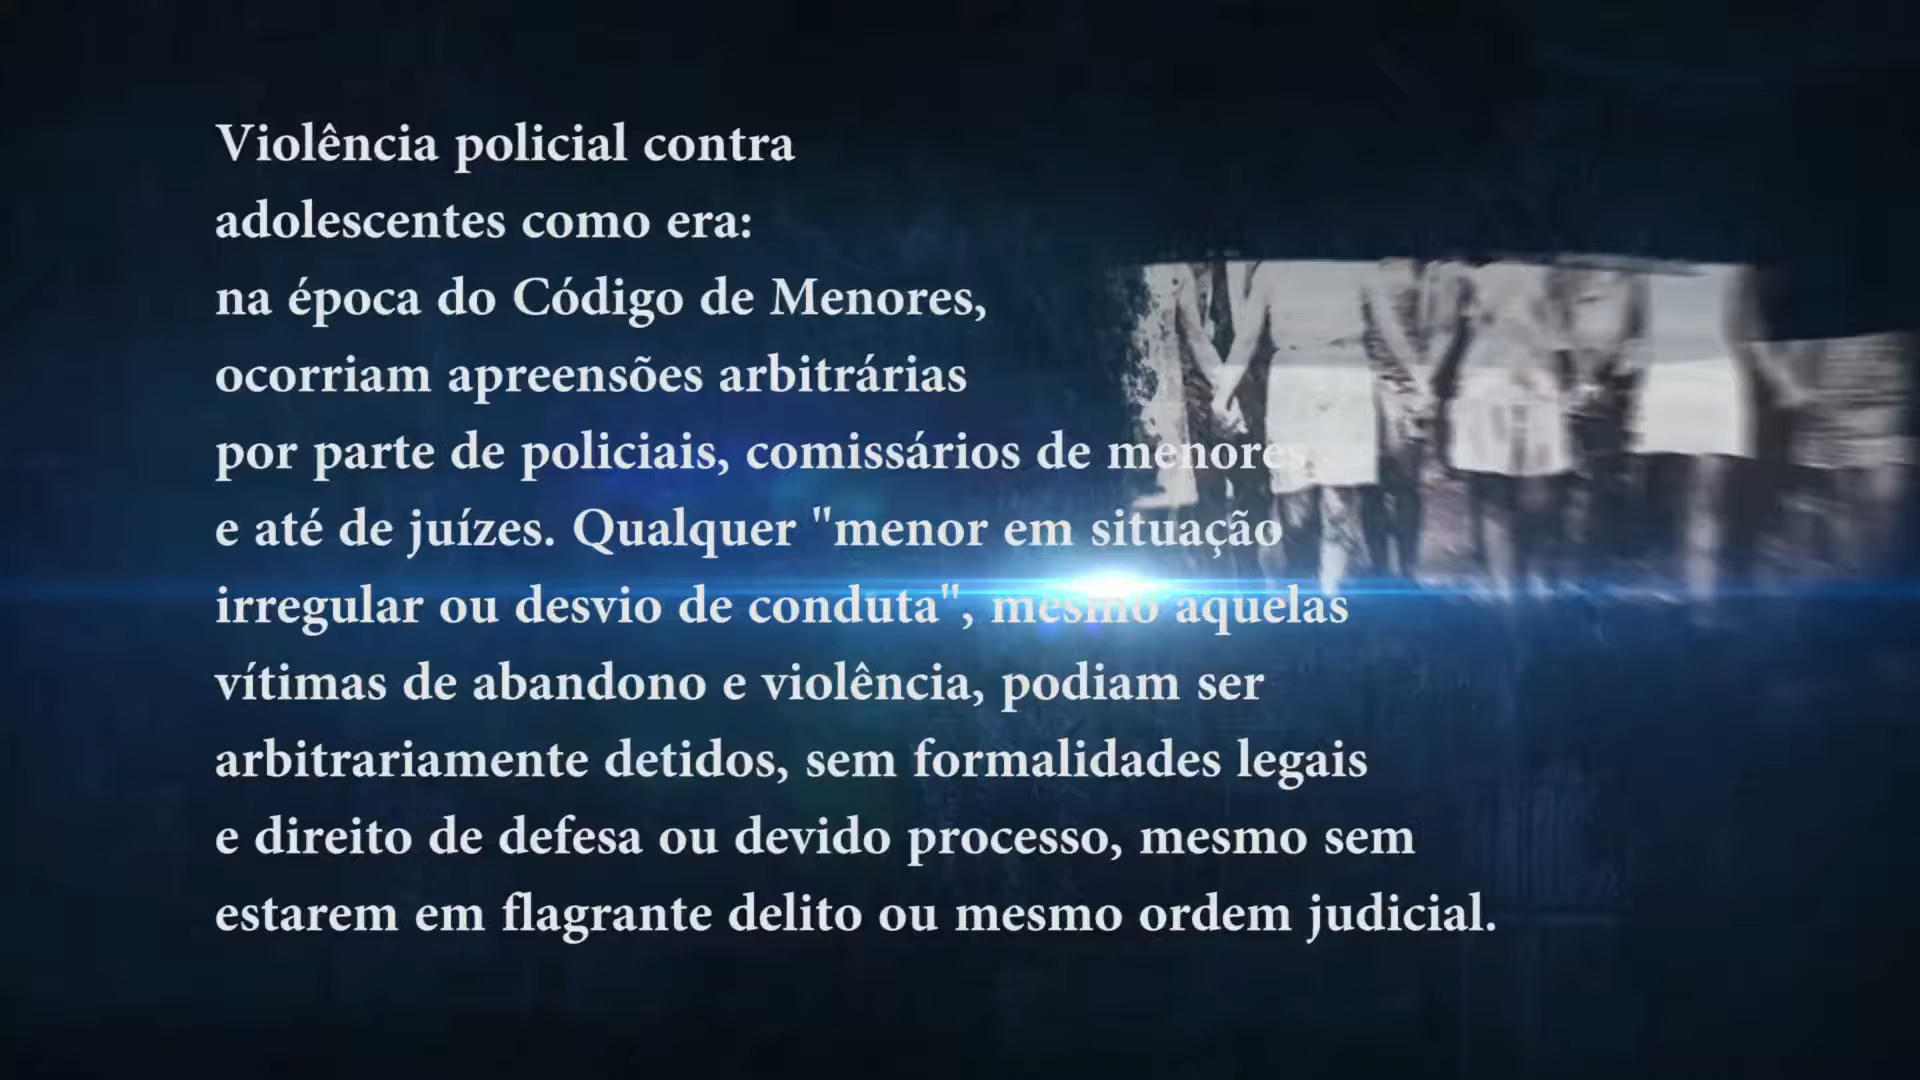 Violência policial contra
adolescentes como era:
na época do Código de Menores,
ocorriam apreensões arbitrárias
por parte de policiais, comissários de menores
e até de juízes. Qualquer "menor em situação
irregular ou desvio de conduta", mesmo aquelas
vítimas de abandono e violência, podiam ser
arbitrariamente detidos, sem formalidades legais
e direito de defesa ou devido processo, mesmo sem
estarem em flagrante delito ou mesmo ordem judicial.